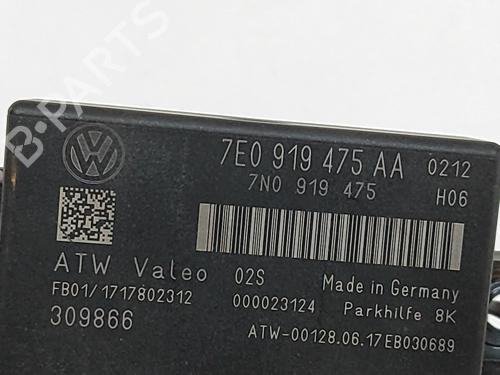 7E0 919 475 AA 0212
7N0 919 475 H06
ATW Valeo 02S Made in Germany
FB01/1717802312 000023124 Parkhilfe 8K
309866 ATW-00128.06.17EB030689